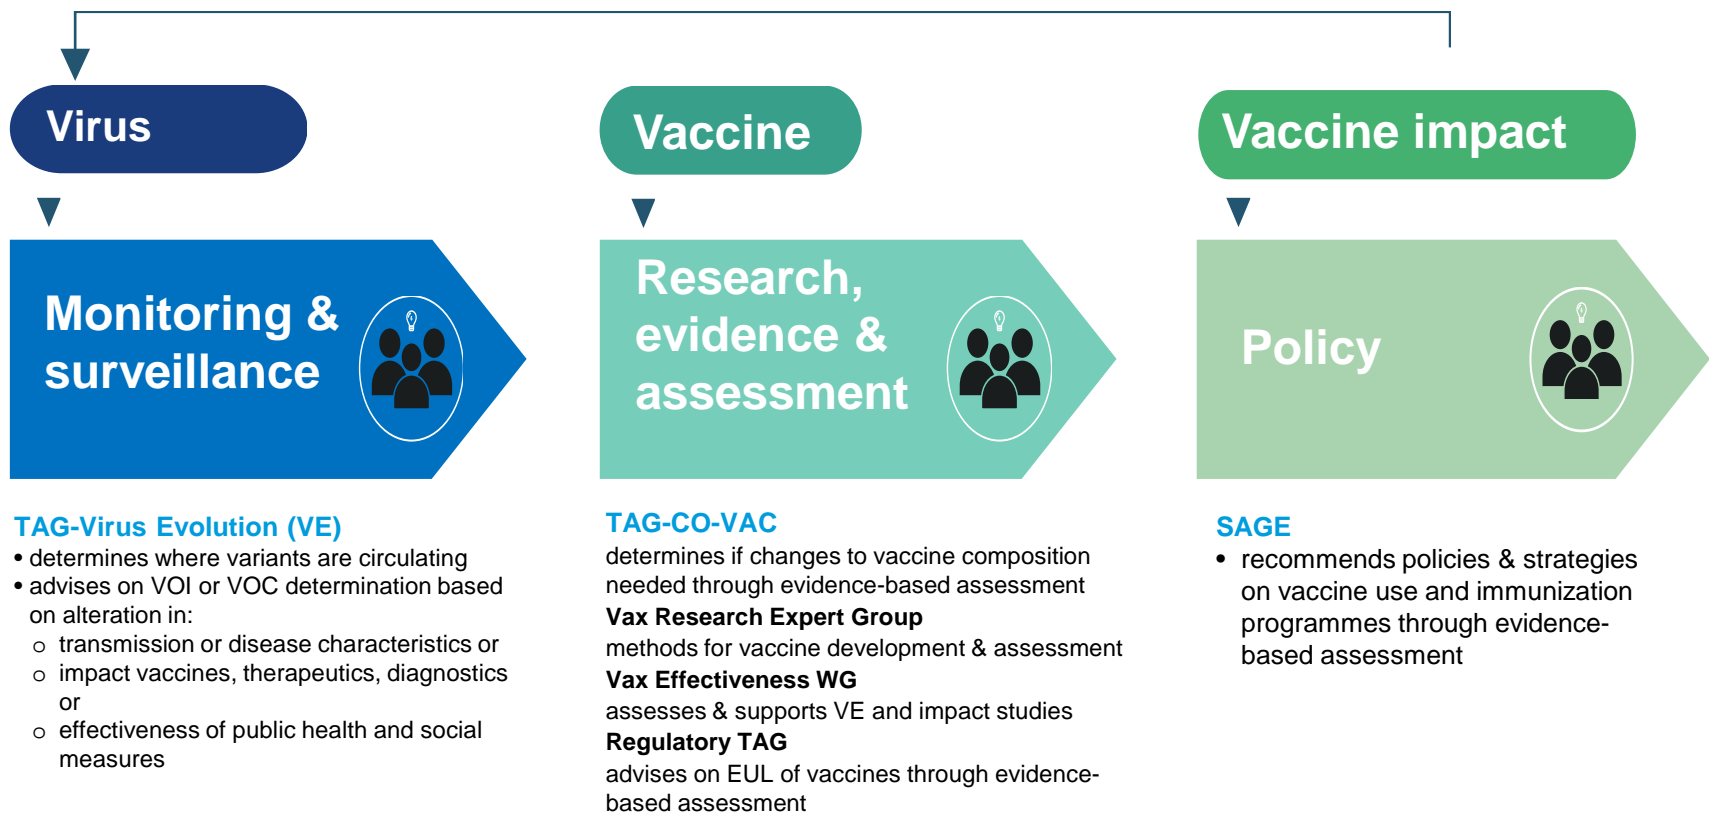 Virus
Monitoring &
surveillance
TAG-Virus Evolution (VE)
• determines where variants are circulating
• advises on VOI or VOC determination based
on alteration in:
o transmission or disease characteristics or
o impact vaccines, therapeutics, diagnostics
or
o effectiveness of public health and social
measures
Vaccine
Research,
evidence &
assessment
TAG-CO-VAC
determines if changes to vaccine composition
needed through evidence-based assessment
Vax Research Expert Group
methods for vaccine development & assessment
Vax Effectiveness WG
assesses & supports VE and impact studies
Regulatory TAG
advises on EUL of vaccines through evidence-
based assessment
Vaccine impact
Policy
SAGE
• recommends policies & strategies
on vaccine use and immunization
programmes through evidence-
based assessment